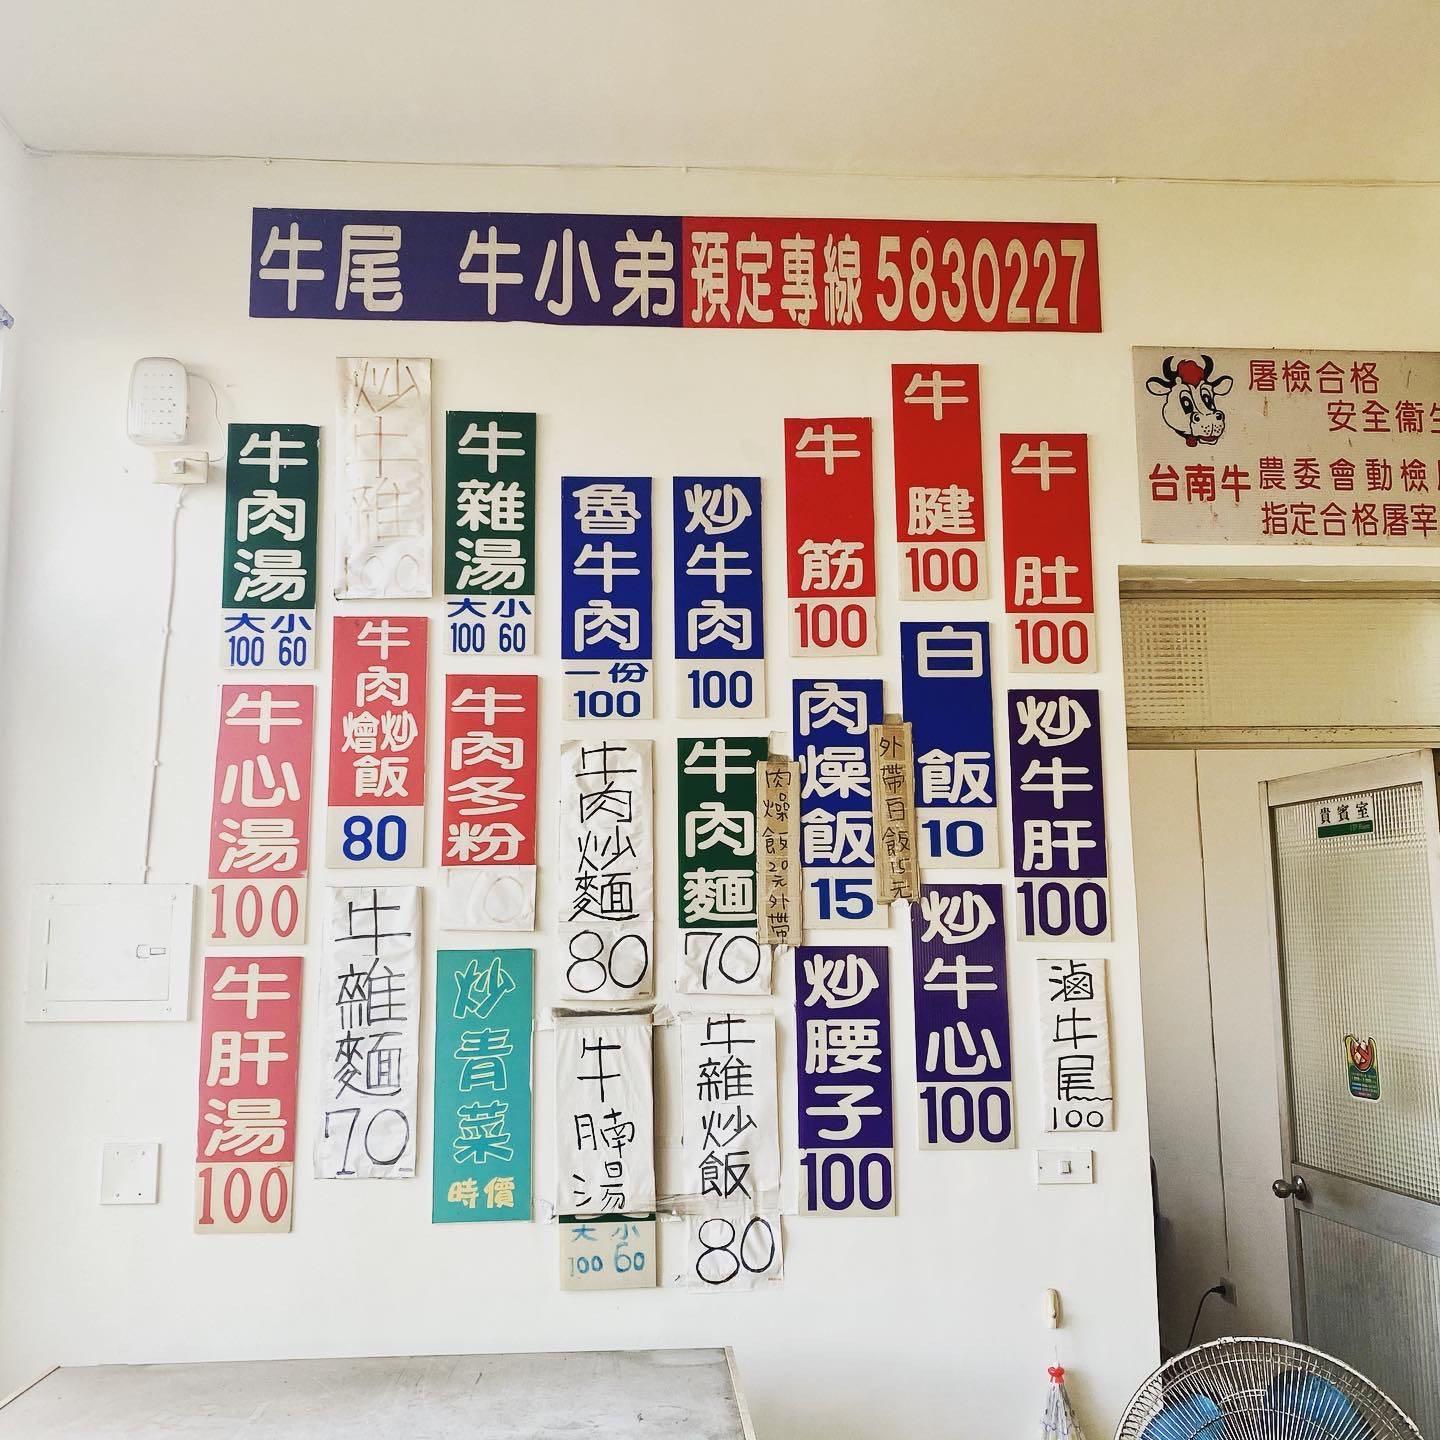 牛尾 牛小弟 預定專線 5830227
屠檢合格
安全衛生
台南牛 農委會動檢
指定合格屠宰
牛肉湯
大 小
100 60
炒牛雜
100
牛雜湯
大 小
100 60
魯牛肉
一份
100
炒牛肉
100
牛筋
100
牛腱
100
牛肚
100
牛心湯
100
牛肉燴炒飯
80
牛肉冬粉
70
牛肉炒麵
80
牛肉麵
70
肉燥飯20元外帶
肉燥飯
15
外帶白飯15元
白飯
10
炒牛肝
100
牛肝湯
100
牛雜麵
70
炒青菜
時價
牛腩湯
大 小
100 60
牛雜炒飯
80
炒腰子
100
炒牛心
100
滷牛尾
100
貴賓室